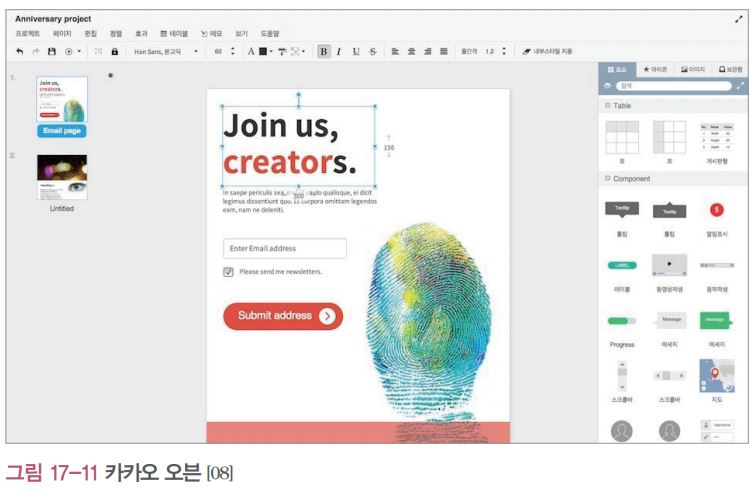 Anniversary project
프로젝트 페이지 편집 정렬 효과 테이블 메모 보기 도움말
Han Sans, 본고딕 60 A B I U S 줄간격 1.2 내부스타일 지움
1.
Join us,
creators.
Email page
2.
Heading 1
Untitled
Join us,
creators.
156
300
In saepe periculis sea, paulo qualisque, ei dicit
legimus dissentiunt quo. Et corpora omittam legendos
eam, nam ne deleniti.
Enter Email address
Please send me newsletters.
Submit address
요소 아이콘 이미지 보관함
검색
Table
표 표 게시판형
Component
Tooltip Tooltip 5
툴팁 툴팁 알림표시
LABEL
레이블 동영상재생 음악재생
Message Message
Progress 메세지 메세지
스크롤바 스크롤바 지도
Username
그림 17-11 카카오 오븐 [08]